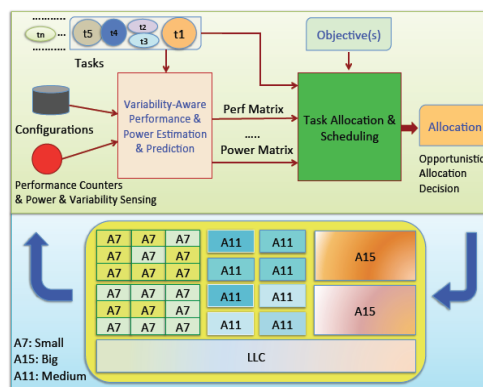 tn
t5
t4
t2
t3
t1
Tasks
Objective(s)
Configurations
Performance Counters
& Power & Variability Sensing
Variability-Aware
Performance &
Power Estimation
& Prediction
Perf Matrix
.....
Power Matrix
Task Allocation &
Scheduling
Allocation
Opportunistic
Allocation
Decision
A7 A7 A7
A7 A7 A7
A7 A7 A7
A7 A7 A7
A7 A7 A7
A7 A7 A7
A11 A11
A11 A11
A11 A11
A11 A11
A15
A15
LLC
A7: Small
A15: Big
A11: Medium